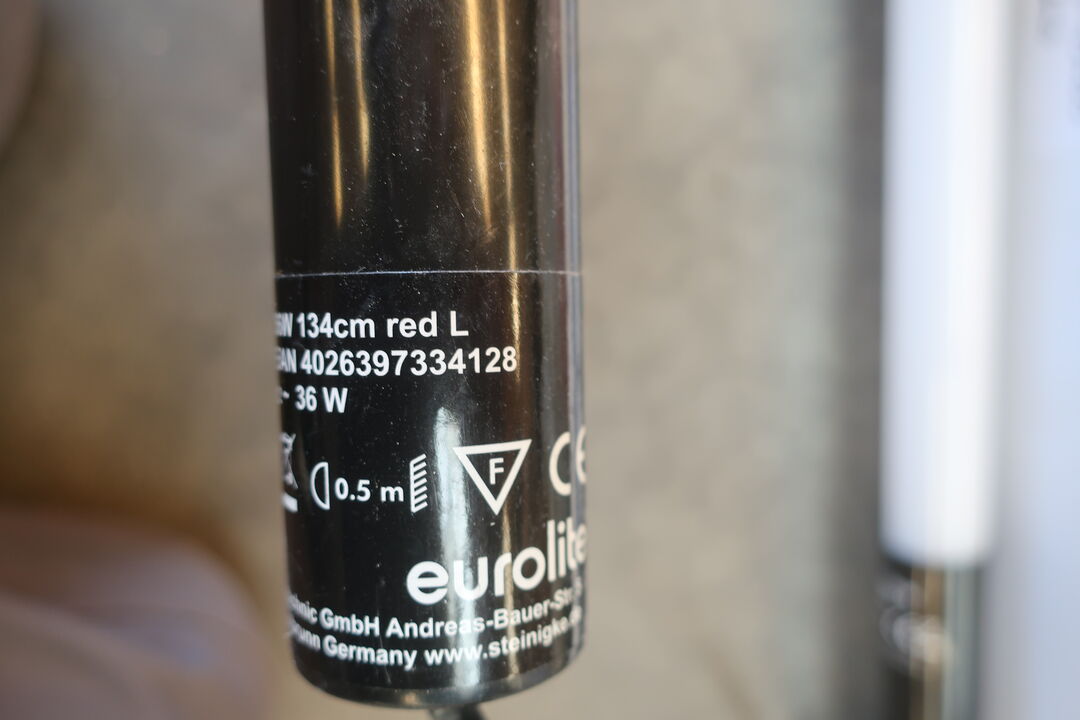 134cm red L
4026397334128
36 W
0.5 m
F
CE
eurolite
GmbH Andreas-Bauer-Str.
Germany www.steinigke.de